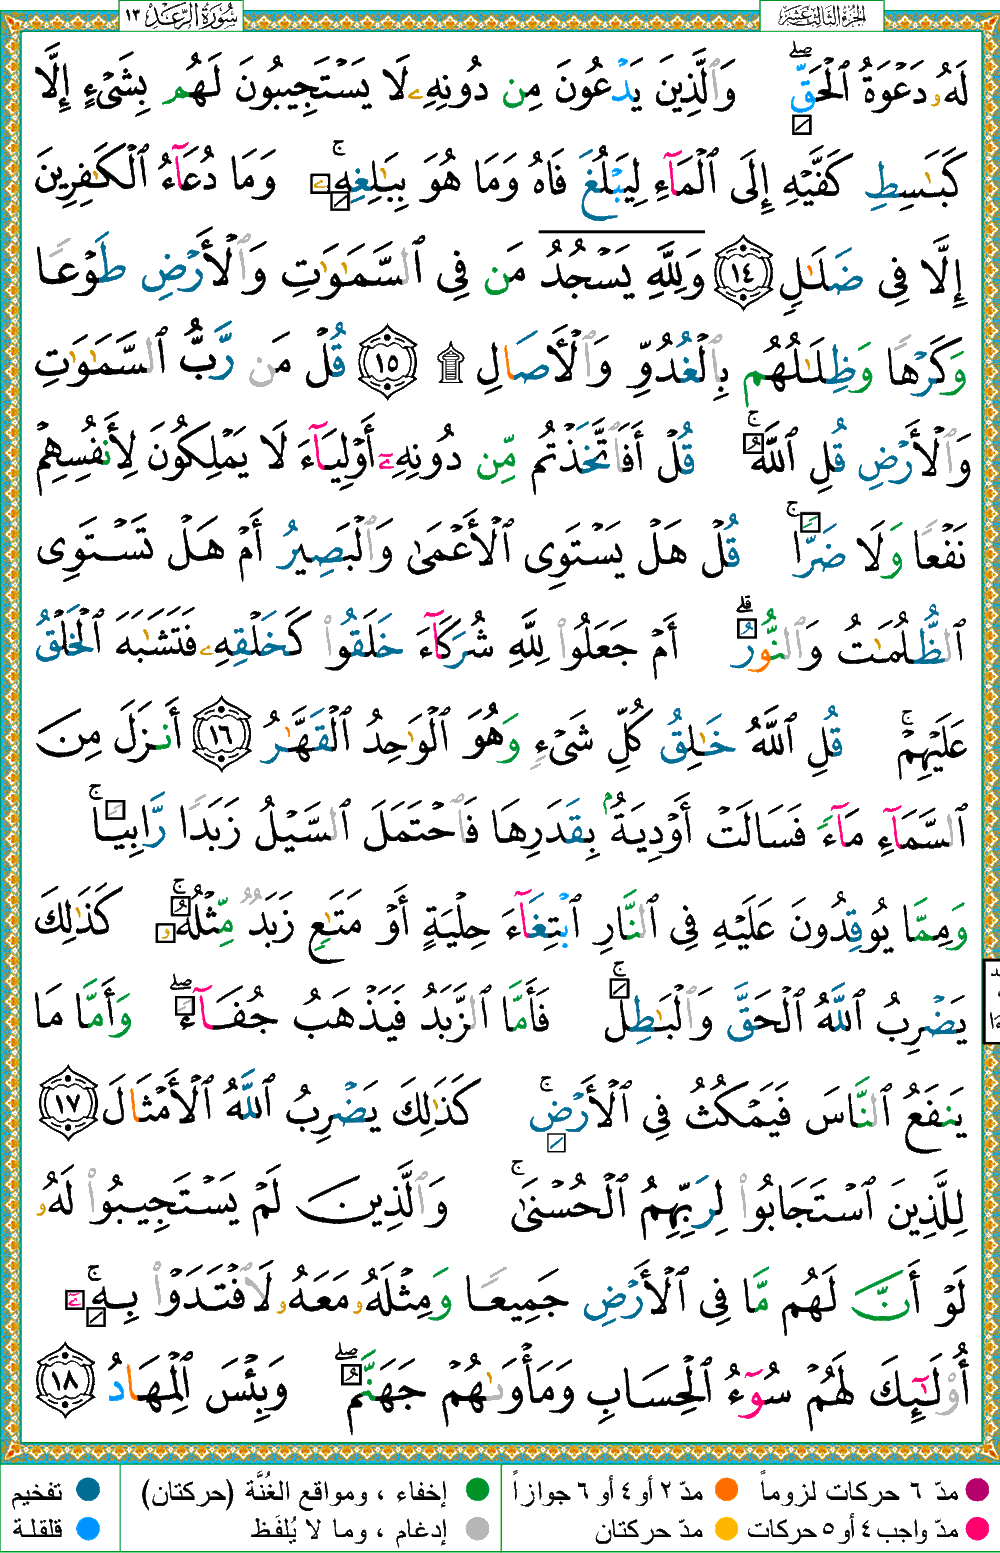 الجزء الثالث عشر
سورة الرعد ١٣
لَهُۥ دَعْوَةُ ٱلْحَقِّ ۖ وَٱلَّذِينَ يَدْعُونَ مِن دُونِهِۦ لَا يَسْتَجِيبُونَ لَهُم بِشَىْءٍ إِلَّا
كَبَـٰسِطِ كَفَّيْهِ إِلَى ٱلْمَآءِ لِيَبْلُغَ فَاهُ وَمَا هُوَ بِبَـٰلِغِهِۦ ۚ وَمَا دُعَآءُ ٱلْكَـٰفِرِينَ
إِلَّا فِى ضَلَـٰلٍ ١٤ وَلِلَّهِ يَسْجُدُ مَن فِى ٱلسَّمَـٰوَٰتِ وَٱلْأَرْضِ طَوْعًا
وَكَرْهًا وَظِلَـٰلُهُم بِٱلْغُدُوِّ وَٱلْـَٔاصَالِ ۩ ١٥ قُلْ مَن رَّبُّ ٱلسَّمَـٰوَٰتِ
وَٱلْأَرْضِ قُلِ ٱللَّهُ ۚ قُلْ أَفَٱتَّخَذْتُم مِّن دُونِهِۦٓ أَوْلِيَآءَ لَا يَمْلِكُونَ لِأَنفُسِهِمْ
نَفْعًا وَلَا ضَرًّا ۚ قُلْ هَلْ يَسْتَوِى ٱلْأَعْمَىٰ وَٱلْبَصِيرُ أَمْ هَلْ تَسْتَوِى
ٱلظُّلُمَـٰتُ وَٱلنُّورُ ۗ أَمْ جَعَلُوا۟ لِلَّهِ شُرَكَآءَ خَلَقُوا۟ كَخَلْقِهِۦ فَتَشَـٰبَهَ ٱلْخَلْقُ
عَلَيْهِمْ ۚ قُلِ ٱللَّهُ خَـٰلِقُ كُلِّ شَىْءٍ وَهُوَ ٱلْوَٰحِدُ ٱلْقَهَّـٰرُ ١٦ أَنزَلَ مِنَ
ٱلسَّمَآءِ مَآءً فَسَالَتْ أَوْدِيَةٌۢ بِقَدَرِهَا فَٱحْتَمَلَ ٱلسَّيْلُ زَبَدًا رَّابِيًا ۚ
وَمِمَّا يُوقِدُونَ عَلَيْهِ فِى ٱلنَّارِ ٱبْتِغَآءَ حِلْيَةٍ أَوْ مَتَـٰعٍ زَبَدٌ مِّثْلُهُۥ ۚ كَذَٰلِكَ
يَضْرِبُ ٱللَّهُ ٱلْحَقَّ وَٱلْبَـٰطِلَ ۚ فَأَمَّا ٱلزَّبَدُ فَيَذْهَبُ جُفَآءً ۖ وَأَمَّا مَا
يَنفَعُ ٱلنَّاسَ فَيَمْكُثُ فِى ٱلْأَرْضِ ۚ كَذَٰلِكَ يَضْرِبُ ٱللَّهُ ٱلْأَمْثَالَ ١٧
لِلَّذِينَ ٱسْتَجَابُوا۟ لِرَبِّهِمُ ٱلْحُسْنَىٰ ۚ وَٱلَّذِينَ لَمْ يَسْتَجِيبُوا۟ لَهُۥ
لَوْ أَنَّ لَهُم مَّا فِى ٱلْأَرْضِ جَمِيعًا وَمِثْلَهُۥ مَعَهُۥ لَٱفْتَدَوْا۟ بِهِۦٓ ۚ
أُو۟لَـٰٓئِكَ لَهُمْ سُوٓءُ ٱلْحِسَابِ وَمَأْوَىٰهُمْ جَهَنَّمُ ۖ وَبِئْسَ ٱلْمِهَادُ ١٨
مدّ ٦ حركات لزوماً مدّ ٢ أو ٤ أو ٦ جوازاً إخفاء ، ومواقع الغُنَّة (حركتان) تفخيم
مدّ واجب ٤ أو ٥ حركات مدّ حركتان إدغام ، وما لا يُلفَظ قلقلة